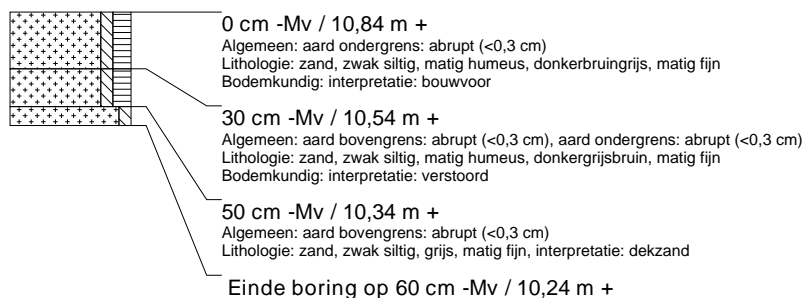 0 cm -Mv / 10,84 m +
Algemeen: aard ondergrens: abrupt (<0,3 cm)
Lithologie: zand, zwak siltig, matig humeus, donkerbruingrijs, matig fijn
Bodemkundig: interpretatie: bouwvoor
30 cm -Mv / 10,54 m +
Algemeen: aard bovengrens: abrupt (<0,3 cm), aard ondergrens: abrupt (<0,3 cm)
Lithologie: zand, zwak siltig, matig humeus, donkergrijsbruin, matig fijn
Bodemkundig: interpretatie: verstoord
50 cm -Mv / 10,34 m +
Algemeen: aard bovengrens: abrupt (<0,3 cm)
Lithologie: zand, zwak siltig, grijs, matig fijn, interpretatie: dekzand
Einde boring op 60 cm -Mv / 10,24 m +